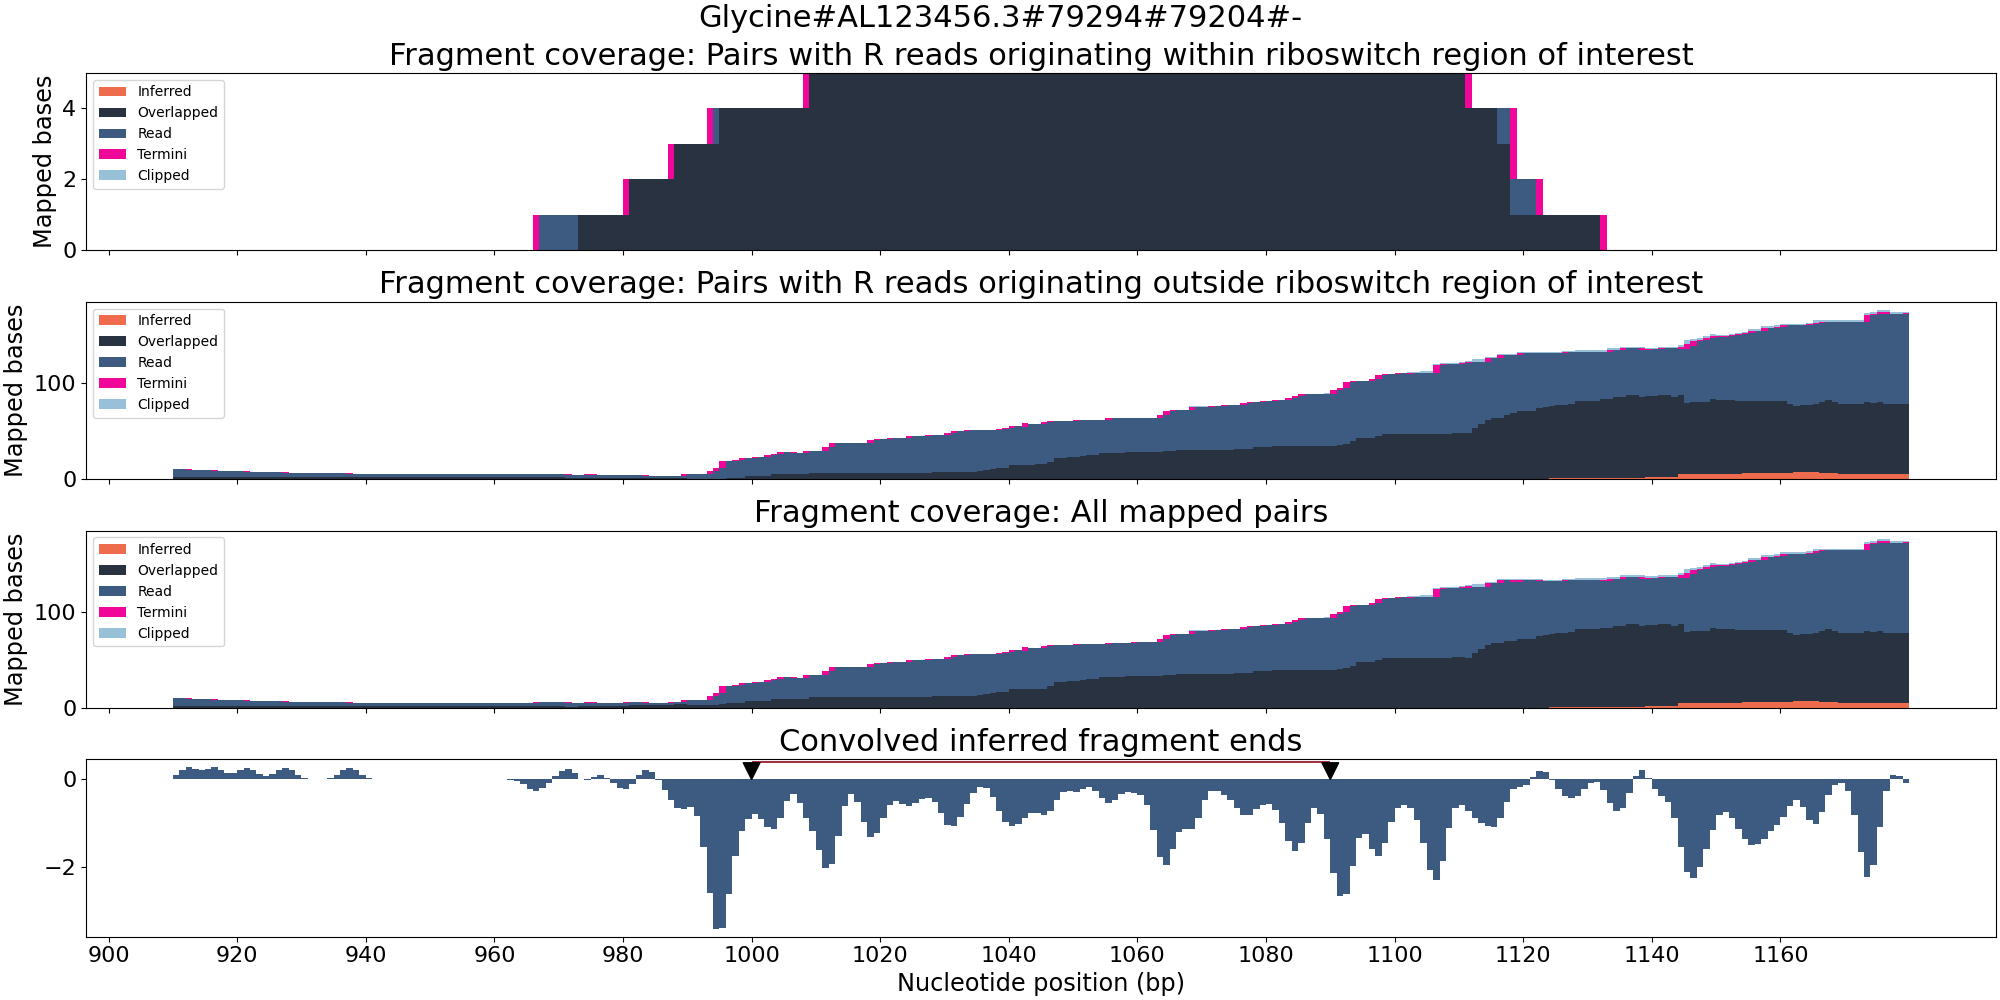 Glycine#AL123456.3#79294#79204#-
Fragment coverage: Pairs with R reads originating within riboswitch region of interest
Mapped bases
4
2
0
Inferred
Overlapped
Read
Termini
Clipped
Fragment coverage: Pairs with R reads originating outside riboswitch region of interest
Mapped bases
100
0
Inferred
Overlapped
Read
Termini
Clipped
Fragment coverage: All mapped pairs
Mapped bases
100
0
Inferred
Overlapped
Read
Termini
Clipped
Convolved inferred fragment ends
0
−2
900 920 940 960 980 1000 1020 1040 1060 1080 1100 1120 1140 1160
Nucleotide position (bp)